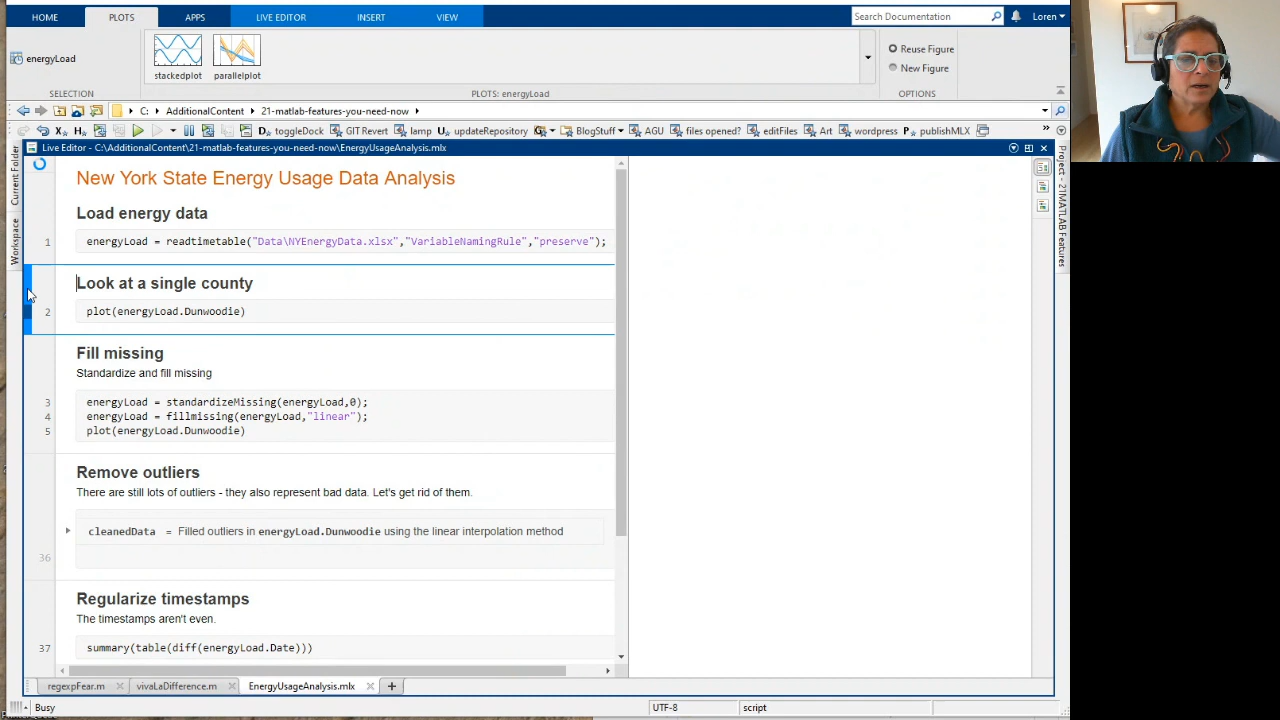 HOME PLOTS APPS LIVE EDITOR INSERT VIEW Search Documentation Loren
energyLoad
stackedplot parallelplot
Reuse Figure
New Figure
SELECTION PLOTS: energyLoad OPTIONS
C: AdditionalContent 21-matlab-features-you-need-now
toggleDock GIT Revert lamp updateRepository BlogStuff AGU files opened? editFiles Art wordpress publishMLX
Live Editor - C:\AdditionalContent\21-matlab-features-you-need-now\EnergyUsageAnalysis.mlx
Current Folder
Workspace
Project - 21MATLAB Features
New York State Energy Usage Data Analysis
Load energy data
1 energyLoad = readtimetable("Data\NYEnergyData.xlsx","VariableNamingRule","preserve");
Look at a single county
2 plot(energyLoad.Dunwoodie)
Fill missing
Standardize and fill missing
3 energyLoad = standardizeMissing(energyLoad,0);
4 energyLoad = fillmissing(energyLoad,"linear");
5 plot(energyLoad.Dunwoodie)
Remove outliers
There are still lots of outliers - they also represent bad data. Let's get rid of them.
cleanedData = Filled outliers in energyLoad.Dunwoodie using the linear interpolation method
36
Regularize timestamps
The timestamps aren't even.
37 summary(table(diff(energyLoad.Date)))
regexpFear.m vivaLaDifference.m EnergyUsageAnalysis.mlx
Busy UTF-8 script